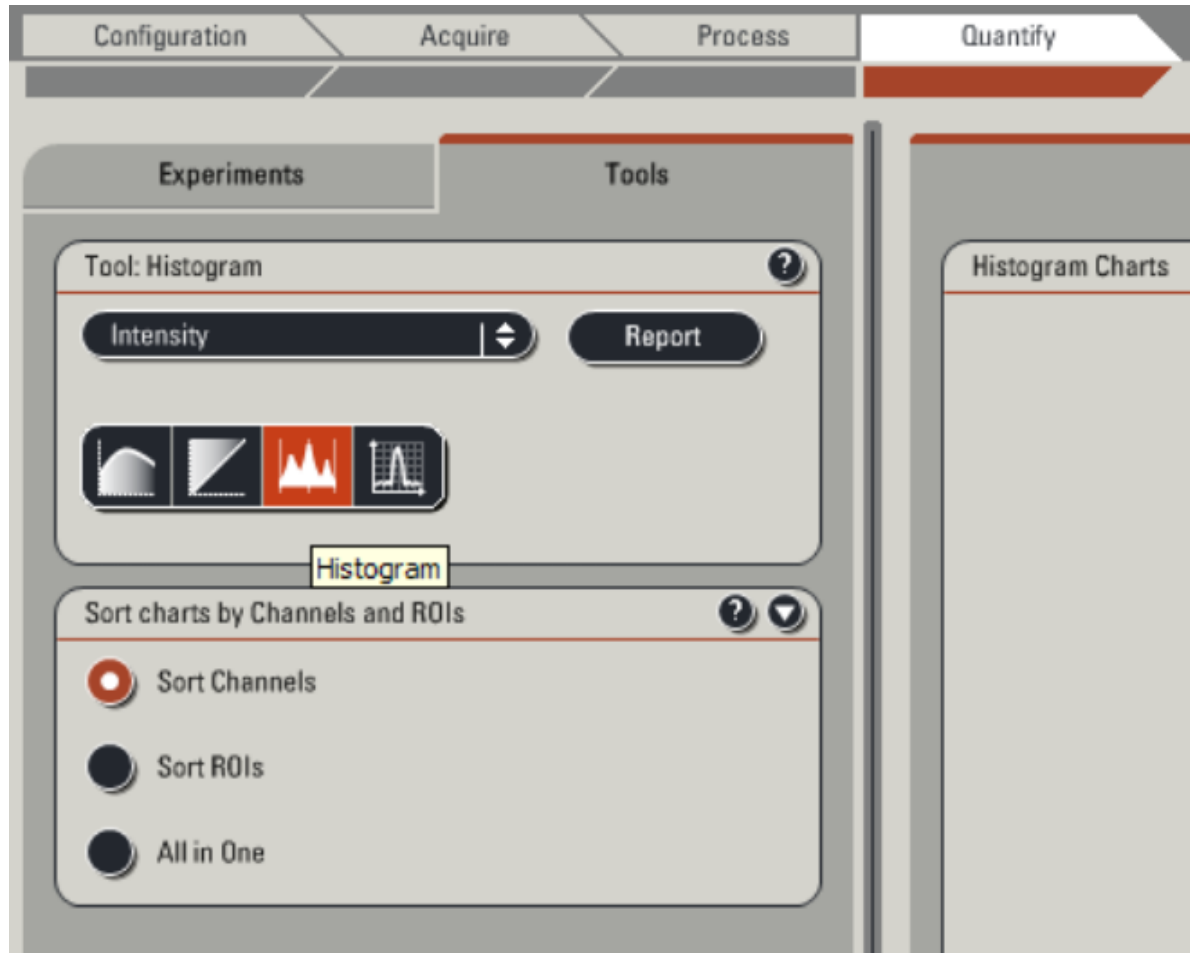 Configuration Acquire Process Quantify
Experiments Tools
Tool: Histogram ?
Histogram Charts
Intensity Report
Histogram
Sort charts by Channels and ROIs ?
Sort Channels
Sort ROIs
All in One